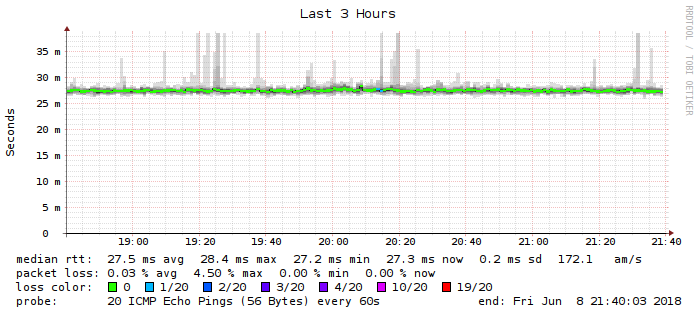 Last 3 Hours
RRDTOOL / TOBI OETIKER
Seconds
35 m
30 m
25 m
20 m
15 m
10 m
5 m
0
19:00 19:20 19:40 20:00 20:20 20:40 21:00 21:20 21:40
median rtt: 27.5 ms avg 28.4 ms max 27.2 ms min 27.3 ms now 0.2 ms sd 172.1 am/s
packet loss: 0.03 % avg 4.50 % max 0.00 % min 0.00 % now
loss color: 0 1/20 2/20 3/20 4/20 10/20 19/20
probe: 20 ICMP Echo Pings (56 Bytes) every 60s end: Fri Jun 8 21:40:03 2018